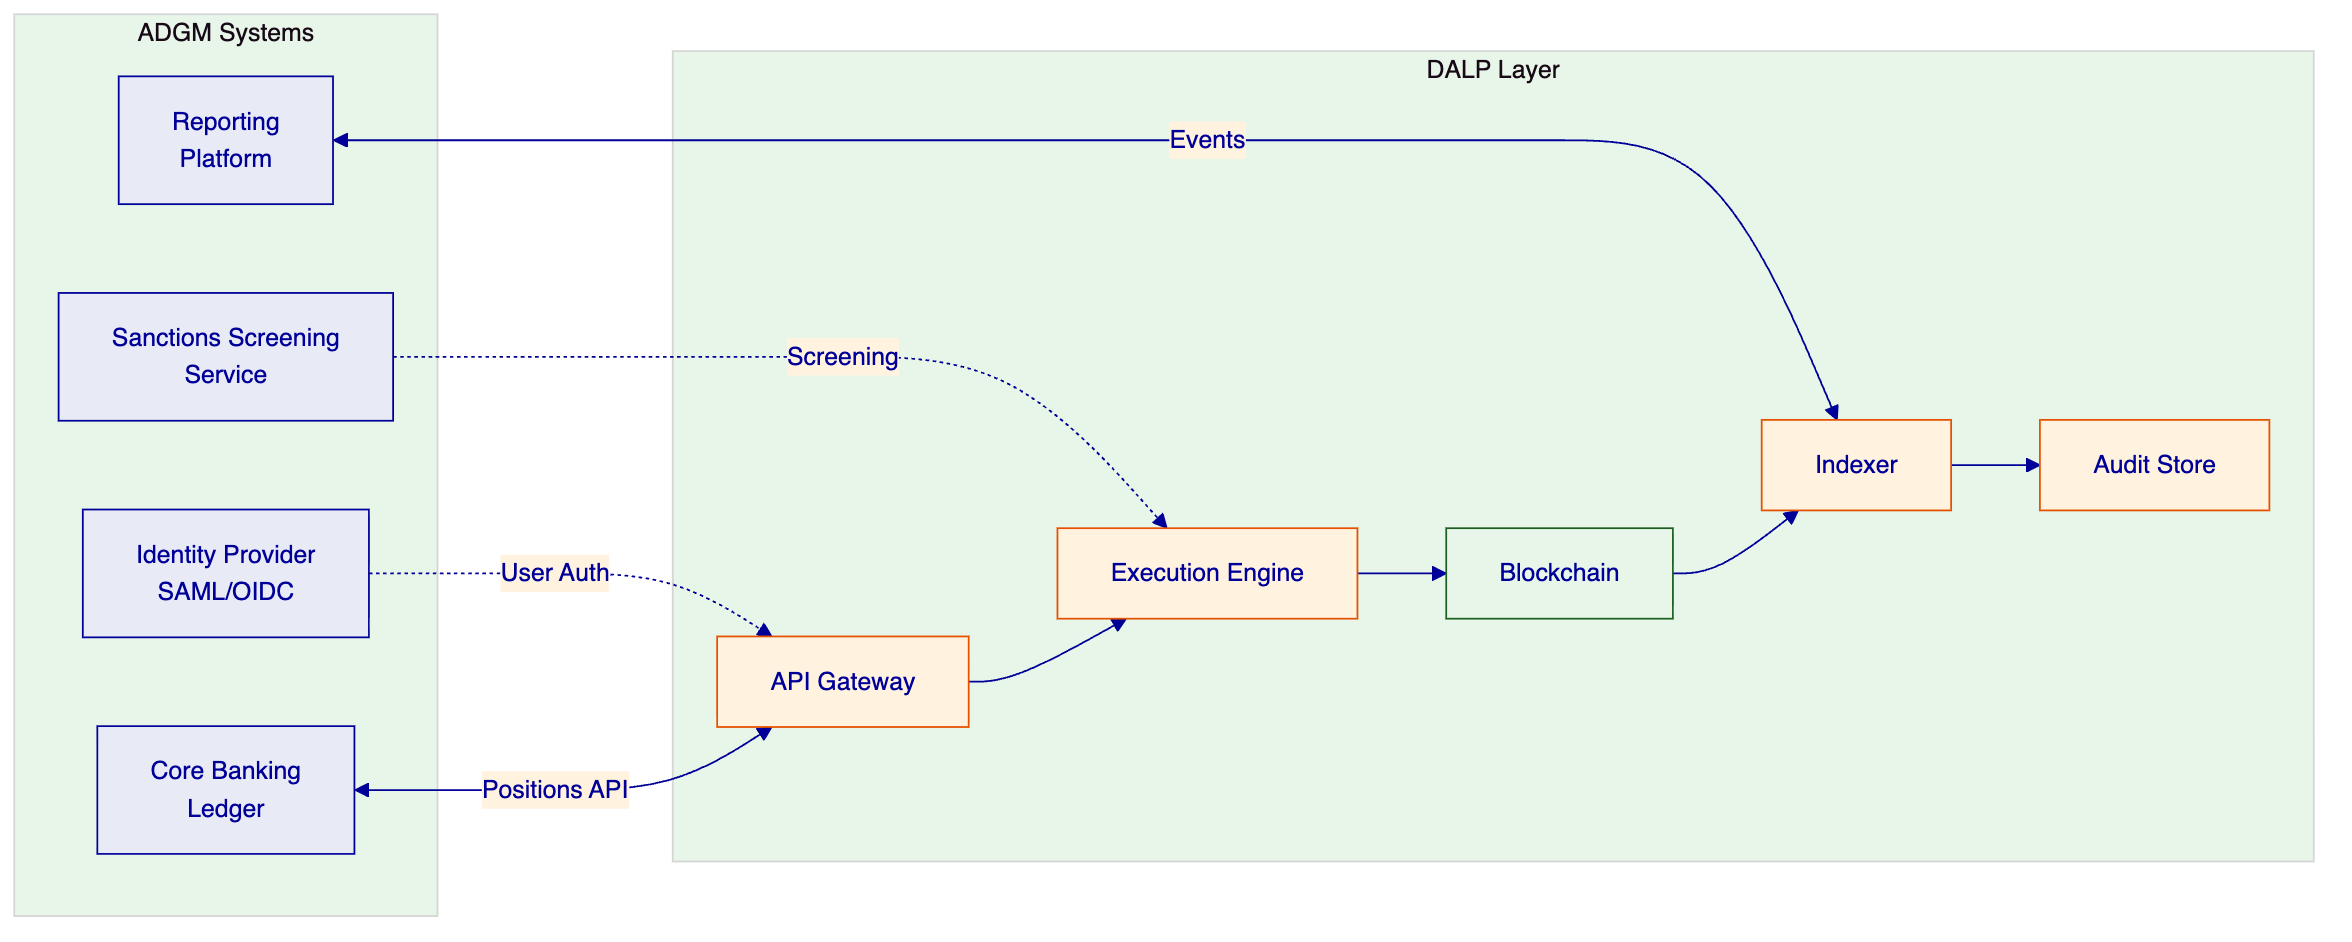 ADGM Systems
Reporting
Platform
Sanctions Screening
Service
Identity Provider
SAML/OIDC
Core Banking
Ledger
DALP Layer
Events
Screening
User Auth
Positions API
API Gateway
Execution Engine
Blockchain
Indexer
Audit Store